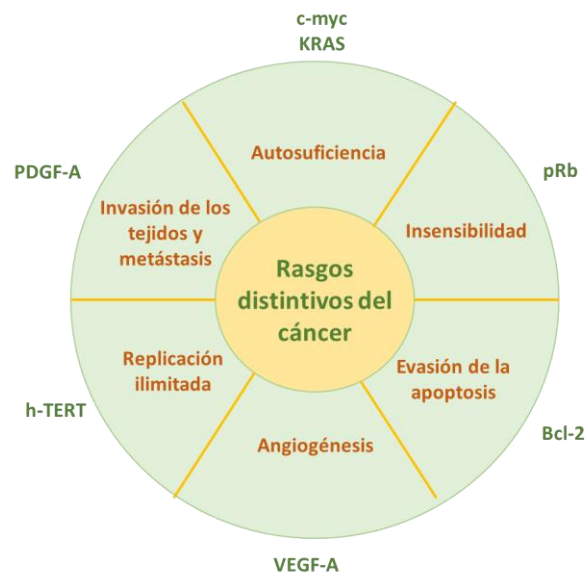 c-myc
KRAS
Autosuficiencia
PDGF-A
pRb
Invasión de los
tejidos y
metástasis
Insensibilidad
Rasgos
distintivos del
cáncer
Replicación
ilimitada
Evasión de la
apoptosis
h-TERT
Bcl-2
Angiogénesis
VEGF-A